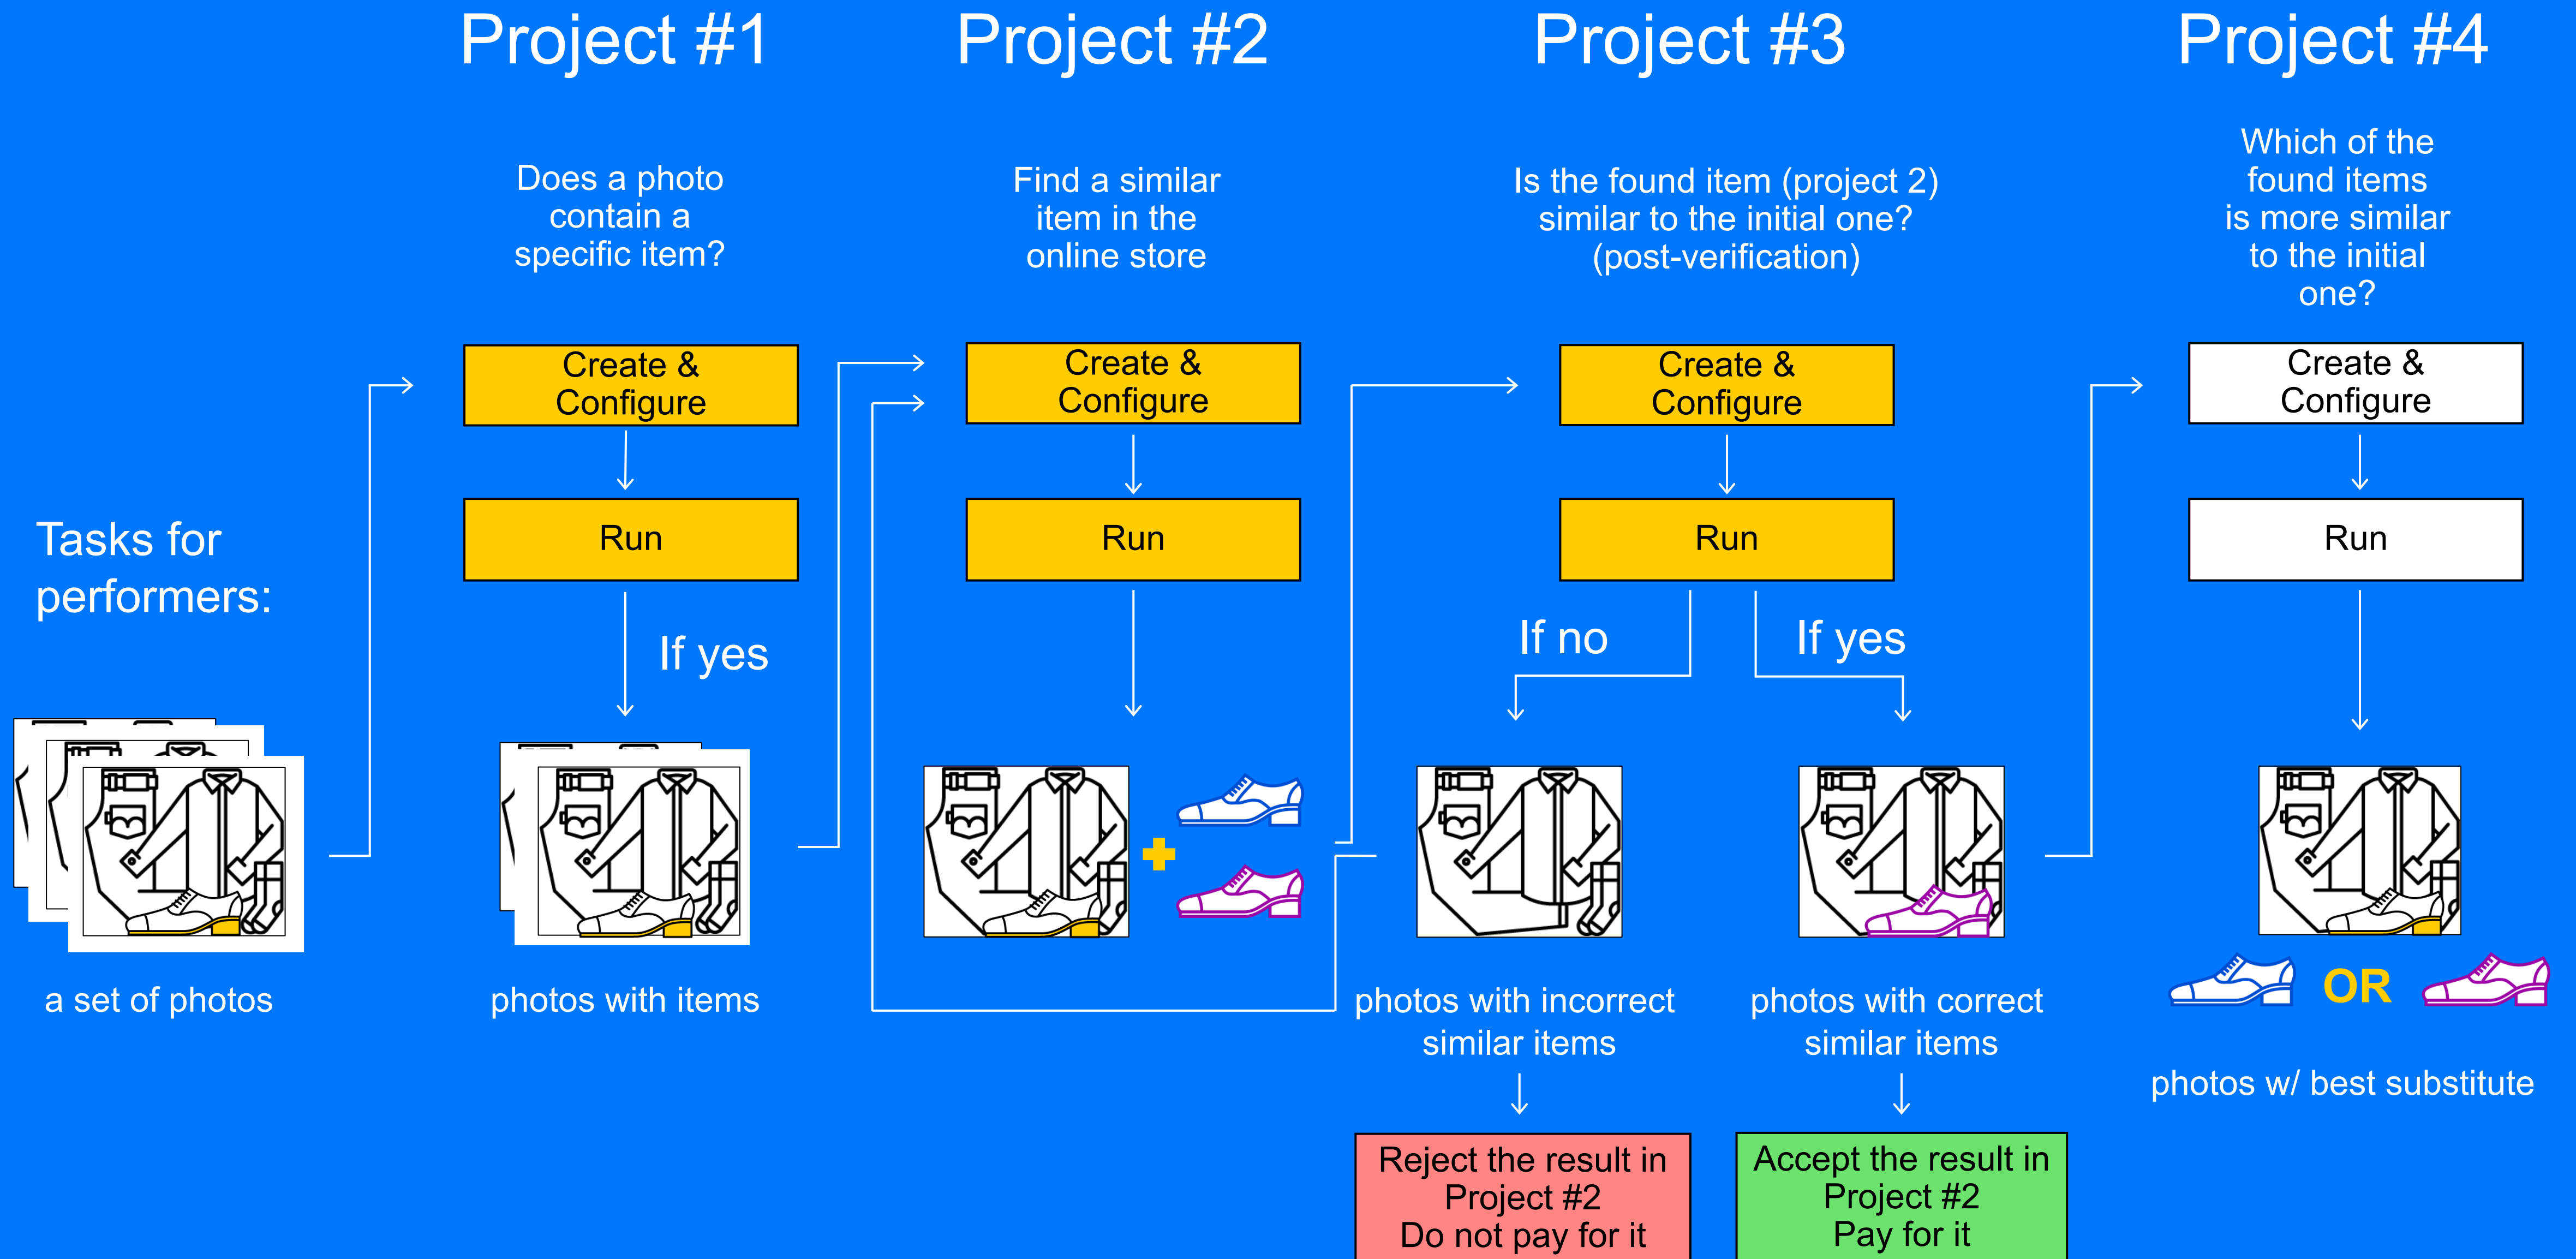 Project #1
Project #2
Project #3
Project #4
Does a photo
contain a
specific item?
Find a similar
item in the
online store
Is the found item (project 2)
similar to the initial one?
(post-verification)
Which of the
found items
is more similar
to the initial
one?
Create &
Configure
Create &
Configure
Create &
Configure
Create &
Configure
Run
Run
Run
Run
Tasks for
performers:
If yes
If no
If yes
a set of photos
photos with items
photos with incorrect
similar items
photos with correct
similar items
OR
photos w/ best substitute
Reject the result in
Project #2
Do not pay for it
Accept the result in
Project #2
Pay for it